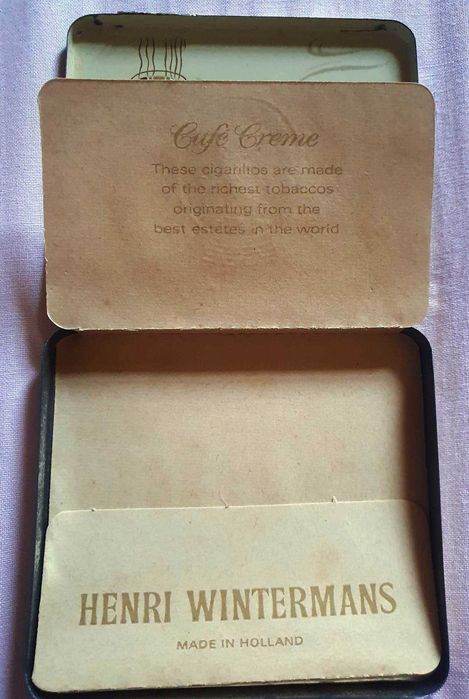 Café Creme
These cigarillos are made
of the richest tobaccos
originating from the
best estates in the world
HENRI WINTERMANS
MADE IN HOLLAND